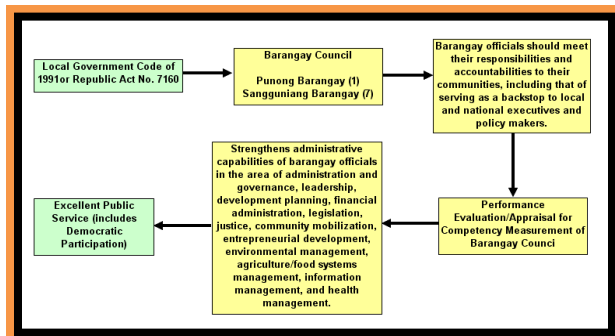 Local Government Code of
1991or Republict Act No. 7160
Barangay Council
Punong Barangay (1)
Sangguniang Barangay (7)
Barangay officials should meet
their responsibilities and
accountabilities to their
communities, including that of
serving as a backstop to local
and national executives and
policy makers.
Performance
Evaluation/Appraisal for
Competency Measurement of
Barangay Counci
Strengthens administrative
capabilities of barangay officials
in the area of administration and
governance, leadership,
development planning, financial
administration, legislation,
justice, community mobilization,
entrepreneurial development,
environmental management,
agriculture/food systems
management, information
management, and health
management.
Excellent Public
Service (includes
Democratic
Participation)